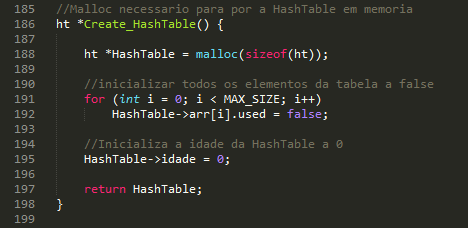 185 //Malloc necessario para por a HashTable em memoria
186 ht *Create_HashTable() {
187
188     ht *HashTable = malloc(sizeof(ht));
189
190     //inicializar todos os elementos da tabela a false
191     for (int i = 0; i < MAX_SIZE; i++)
192         HashTable->arr[i].used = false;
193
194     //Inicializa a idade da HashTable a 0
195     HashTable->idade = 0;
196
197     return HashTable;
198 }
199